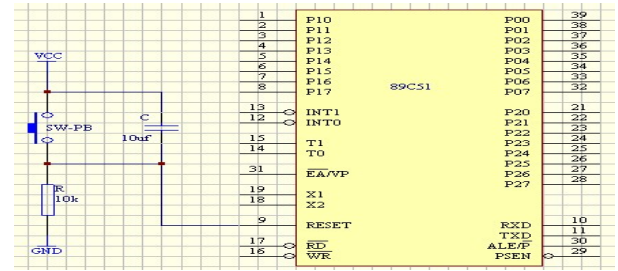 VCC
SW-PB
C
10uf
R
10k
GND
89C51
1 P10
2 P11
3 P12
4 P13
5 P14
6 P15
7 P16
8 P17
13 INT1
12 INT0
15 T1
14 T0
31 EA/VP
19 X1
18 X2
9 RESET
17 RD
16 WR
P00 39
P01 38
P02 37
P03 36
P04 35
P05 34
P06 33
P07 32
P20 21
P21 22
P22 23
P23 24
P24 25
P25 26
P26 27
P27 28
RXD 10
TXD 11
ALE/P 30
PSEN 29